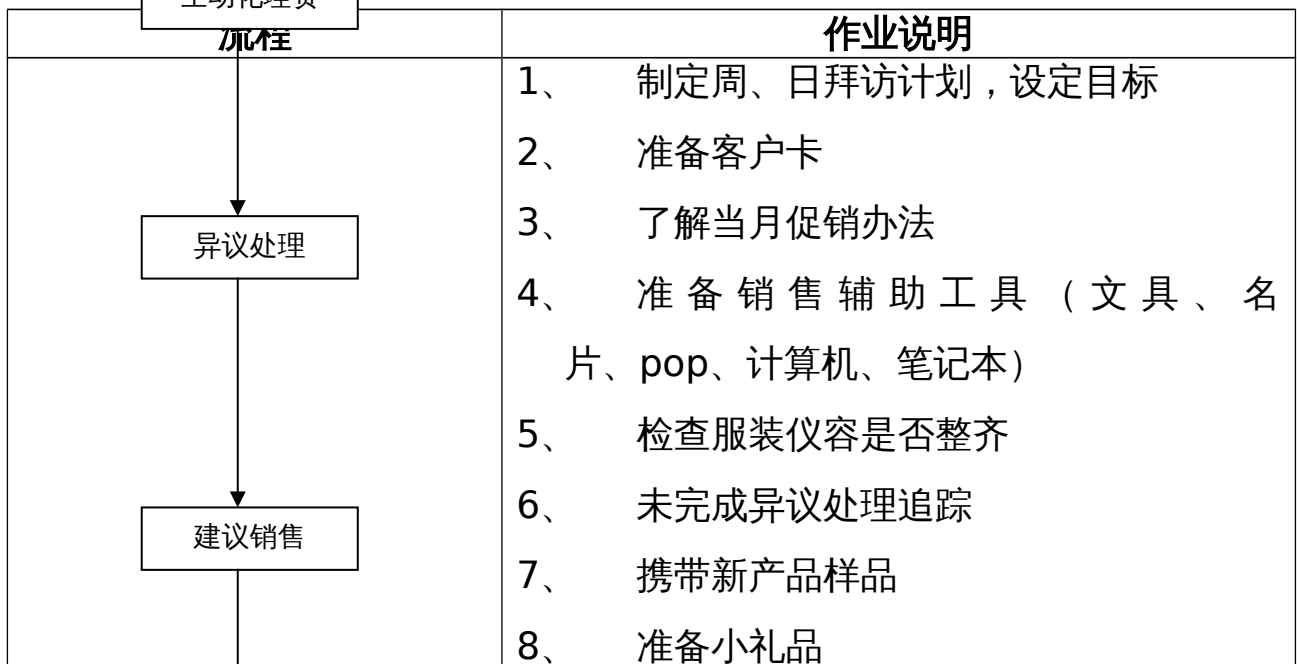 流程
作业说明
异议处理
建议销售
1、 制定周、日拜访计划，设定目标
2、 准备客户卡
3、 了解当月促销办法
4、 准备销售辅助工具（文具、名
片、pop、计算机、笔记本）
5、 检查服装仪容是否整齐
6、 未完成异议处理追踪
7、 携带新产品样品
8、 准备小礼品